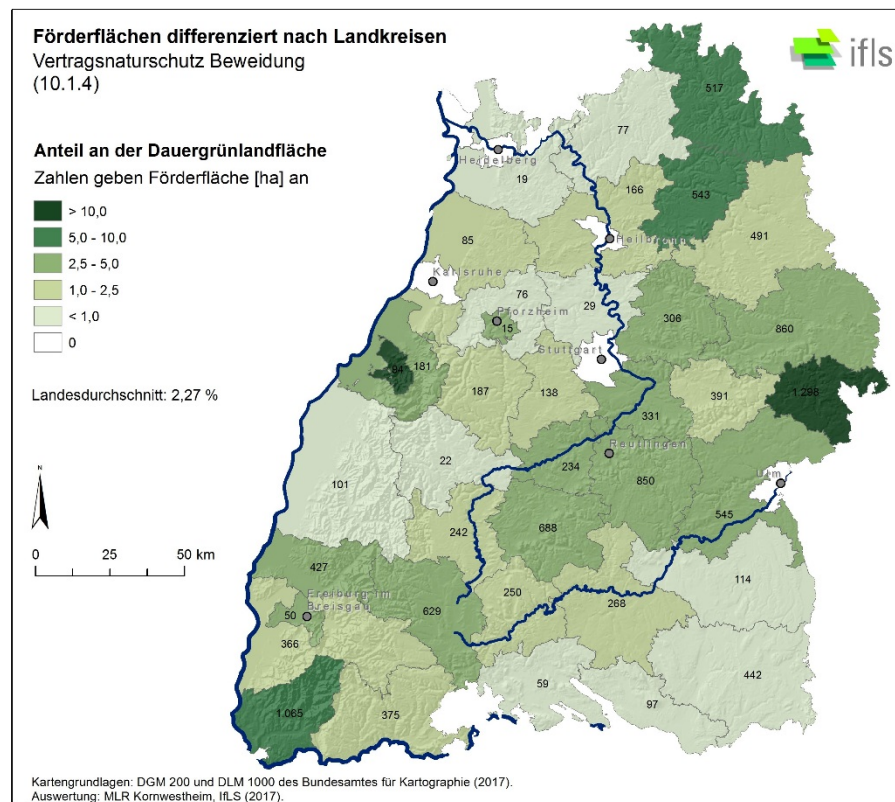 Förderflächen differenziert nach Landkreisen
Vertragsnaturschutz Beweidung
(10.1.4)
ifls
Anteil an der Dauergrünlandfläche
Zahlen geben Förderfläche [ha] an
> 10,0
5,0 - 10,0
2,5 - 5,0
1,0 - 2,5
< 1,0
0
Landesdurchschnitt: 2,27 %
N
0 25 50 km
517
77
Heidelberg
19
166
543
Heilbronn
491
85
Karlsruhe
76
29
Pforzheim
15
306
860
Stuttgart
94
181
187
138
391
1.298
331
Reutlingen
22
234
850
Ulm
101
545
688
242
427
114
Freiburg im
Breisgau
50
629
250
268
366
442
59
97
1.065
375
Kartengrundlagen: DGM 200 und DLM 1000 des Bundesamtes für Kartographie (2017).
Auswertung: MLR Kornwestheim, IfLS (2017).